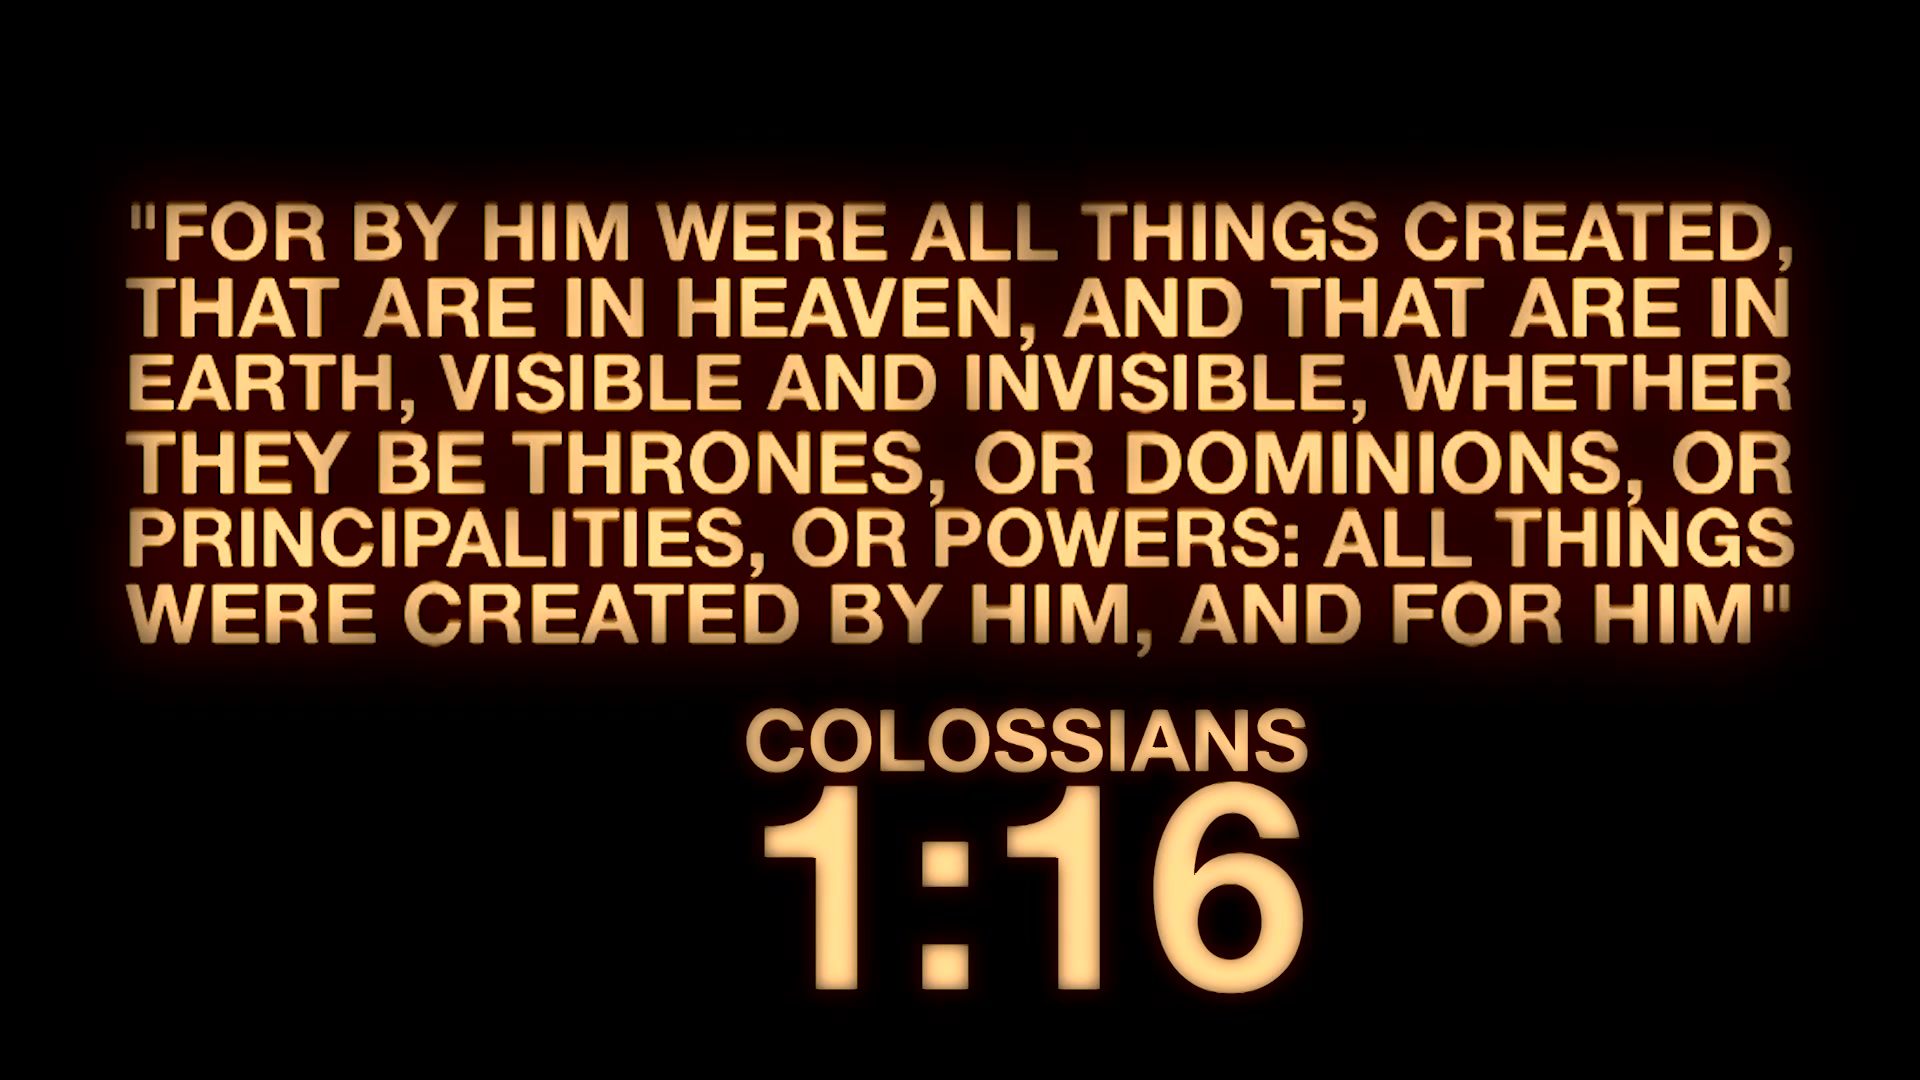 "FOR BY HIM WERE ALL THINGS CREATED,
THAT ARE IN HEAVEN, AND THAT ARE IN
EARTH, VISIBLE AND INVISIBLE, WHETHER
THEY BE THRONES, OR DOMINIONS, OR
PRINCIPALITIES, OR POWERS: ALL THINGS
WERE CREATED BY HIM, AND FOR HIM"
COLOSSIANS
1:16